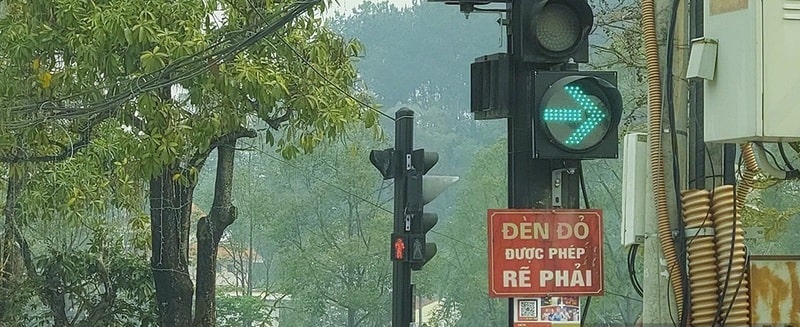 ĐÈN ĐỎ
ĐƯỢC PHÉP
RẼ PHẢI